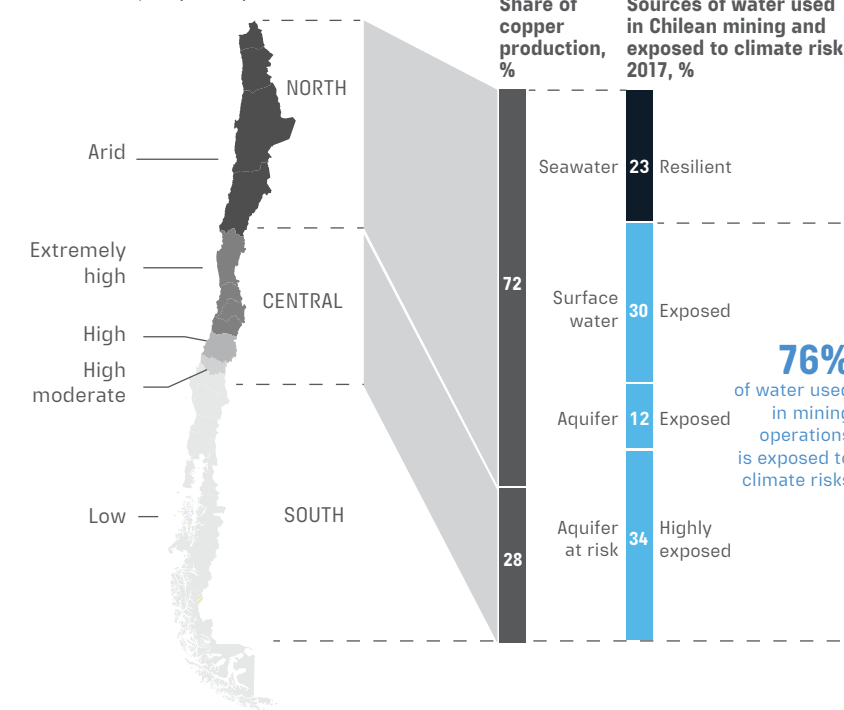 Share of
copper
production,
%
Sources of water used
in Chilean mining and
exposed to climate risk
2017, %
NORTH
Arid
Extremely
high
CENTRAL
High
High
moderate
Low
SOUTH
72
28
Seawater
23
Resilient
Surface
water
30
Exposed
Aquifer
12
Exposed
Aquifer
at risk
34
Highly
exposed
76%
of water used
in mining
operations
is exposed to
climate risks